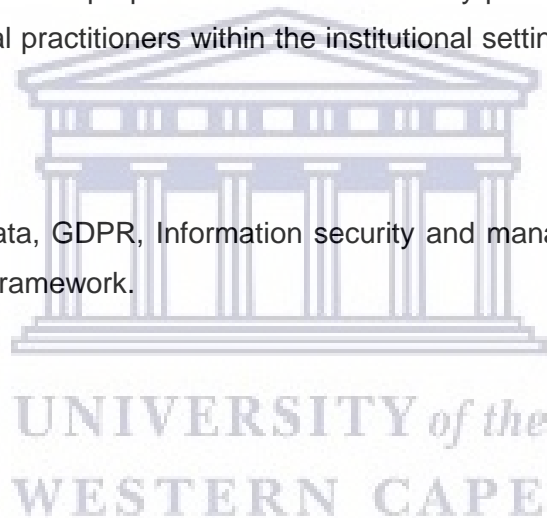 al practitioners within the institutional settin
ata, GDPR, Information security and mana
ramework.
UNIVERSITY of the
WESTERN CAPE